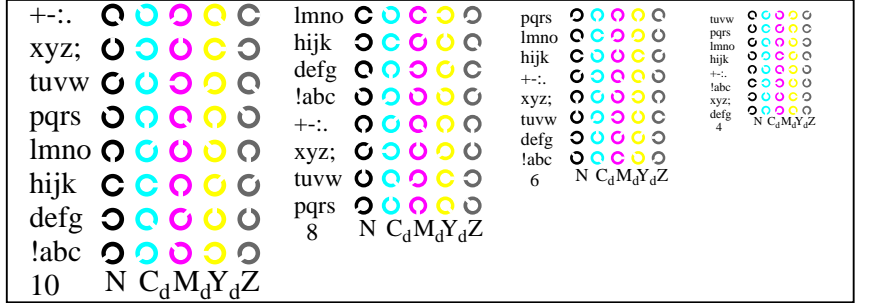 +-:.
xyz;
tuvw
pqrs
lmno
hijk
defg
!abc
10 N CdMdYdZ
lmno
hijk
defg
!abc
+-:.
xyz;
tuvw
pqrs
8 N CdMdYdZ
pqrs
lmno
hijk
+-:.
xyz;
tuvw
defg
!abc
6 N CdMdYdZ
tuvw
pqrs
lmno
hijk
+-:.
!abc
xyz;
defg
4 N CdMdYdZ